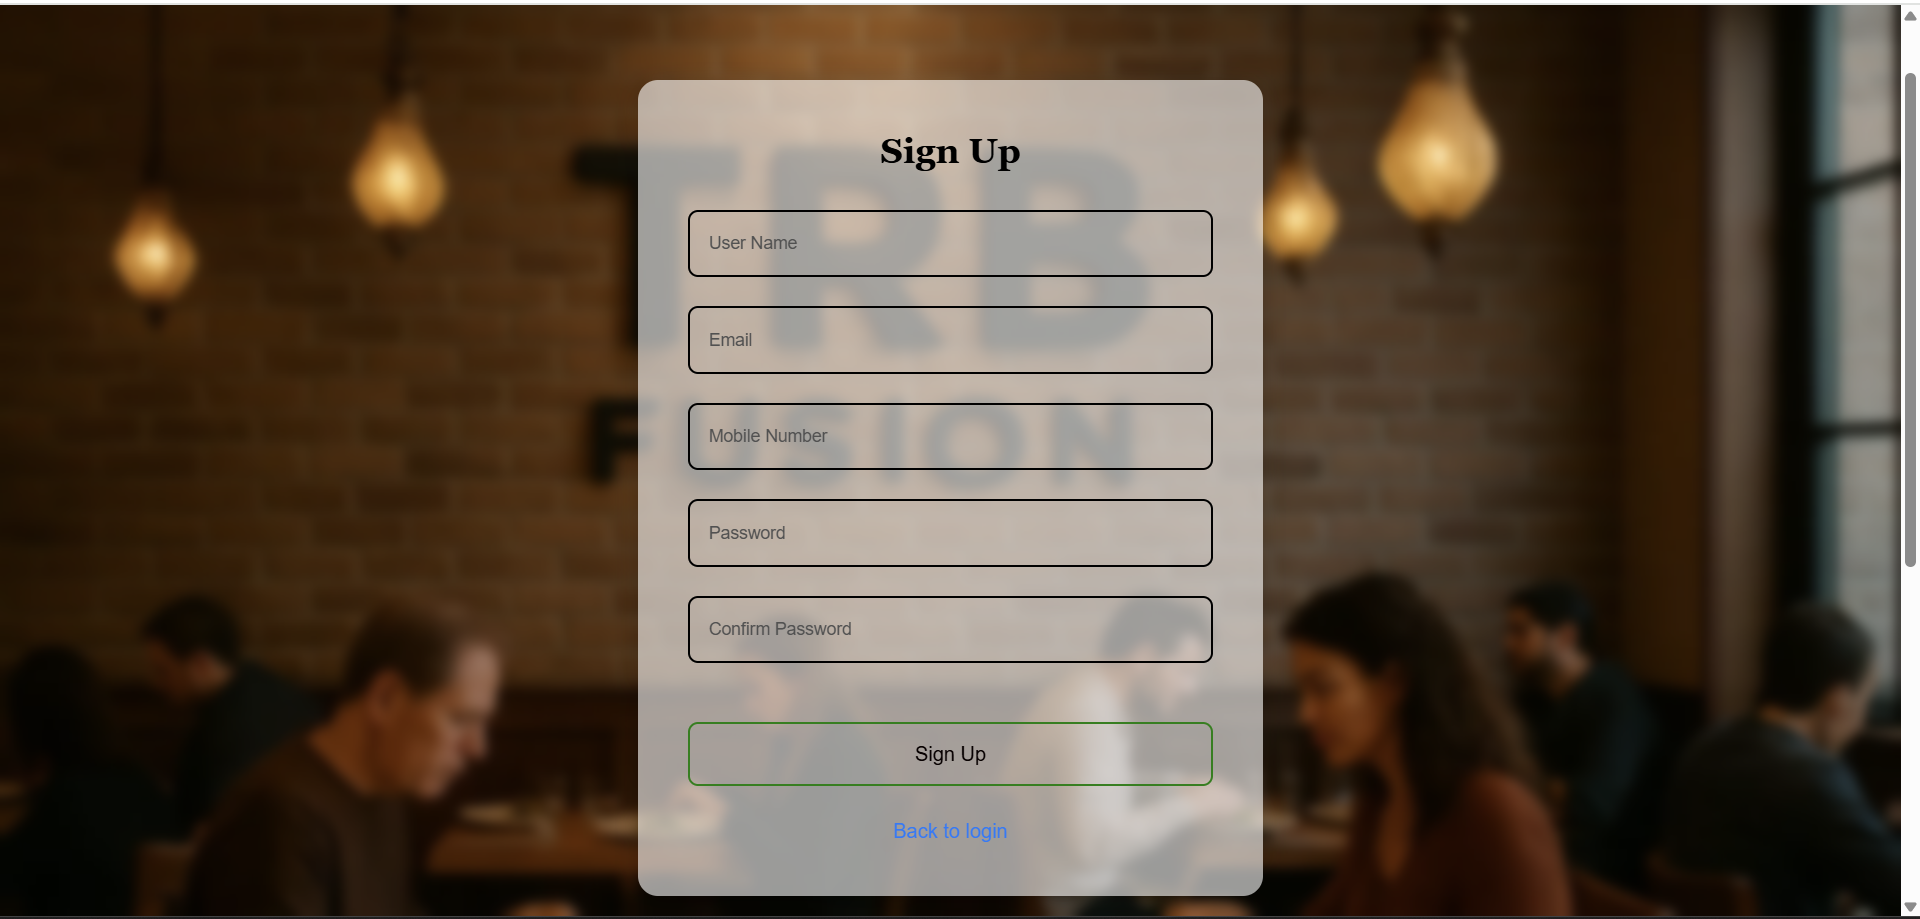 TRB
FUSION
Sign Up
User Name
Email
Mobile Number
Password
Confirm Password
Sign Up
Back to login